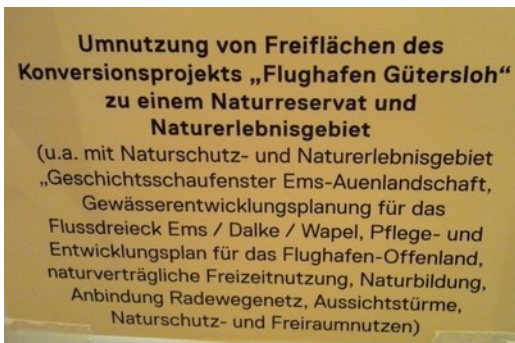 Umnutzung von Freiflächen des
Konversionsprojekts „Flughafen Gütersloh“
zu einem Naturreservat und
Naturerlebnisgebiet
(u.a. mit Naturschutz- und Naturerlebnisgebiet
„Geschichtsschaufenster Ems-Auenlandschaft,
Gewässerentwicklungsplanung für das
Flussdreieck Ems / Dalke / Wapel, Pflege- und
Entwicklungsplan für das Flughafen-Offenland,
naturverträgliche Freizeitnutzung, Naturbildung,
Anbindung Radewegenetz, Aussichtstürme,
Naturschutz- und Freiraumnutzen)